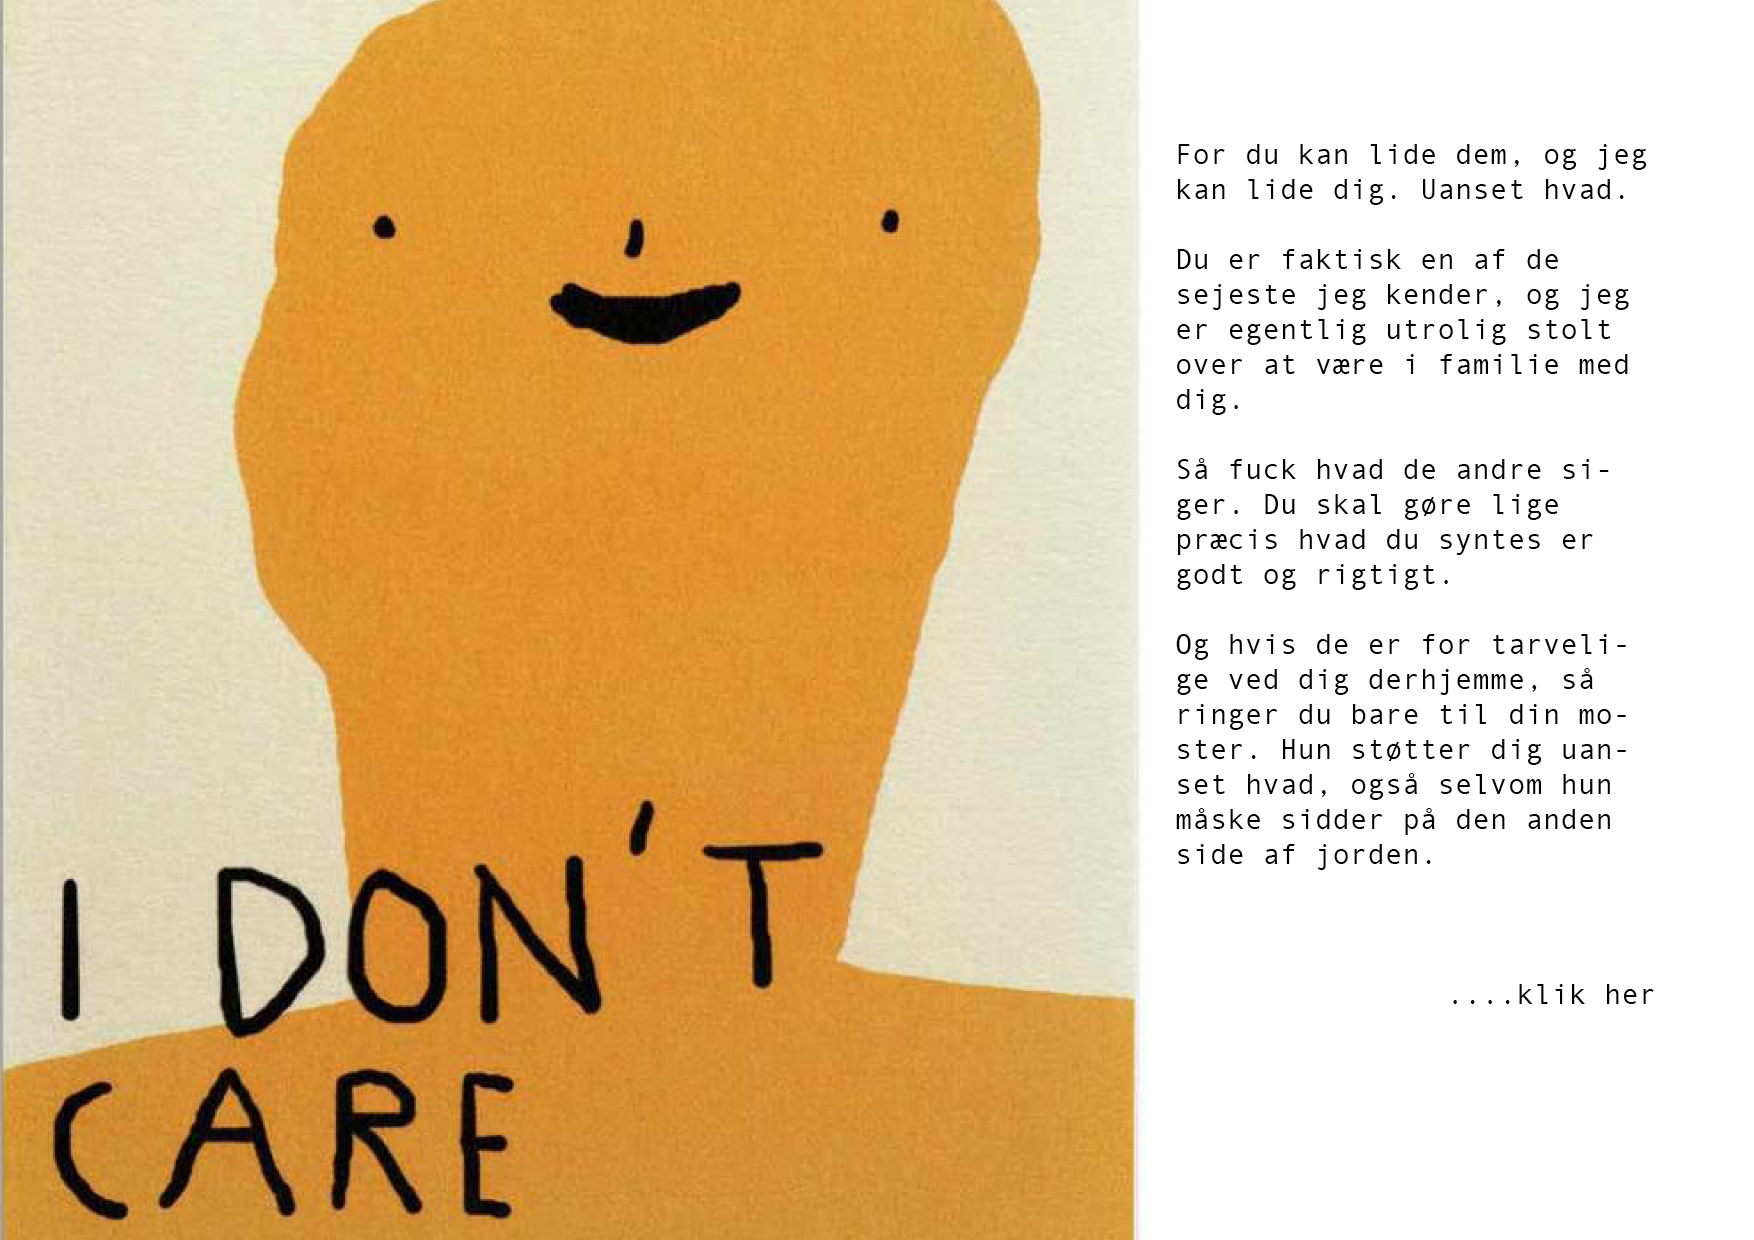 I DON'T
CARE
For du kan lide dem, og jeg
kan lide dig. Uanset hvad.
Du er faktisk en af de
sejeste jeg kender, og jeg
er egentlig utrolig stolt
over at være i familie med
dig.
Så fuck hvad de andre si-
ger. Du skal gøre lige
præcis hvad du syntes er
godt og rigtigt.
Og hvis de er for tarveli-
ge ved dig derhjemme, så
ringer du bare til din mo-
ster. Hun støtter dig uan-
set hvad, også selvom hun
måske sidder på den anden
side af jorden.
....klik her